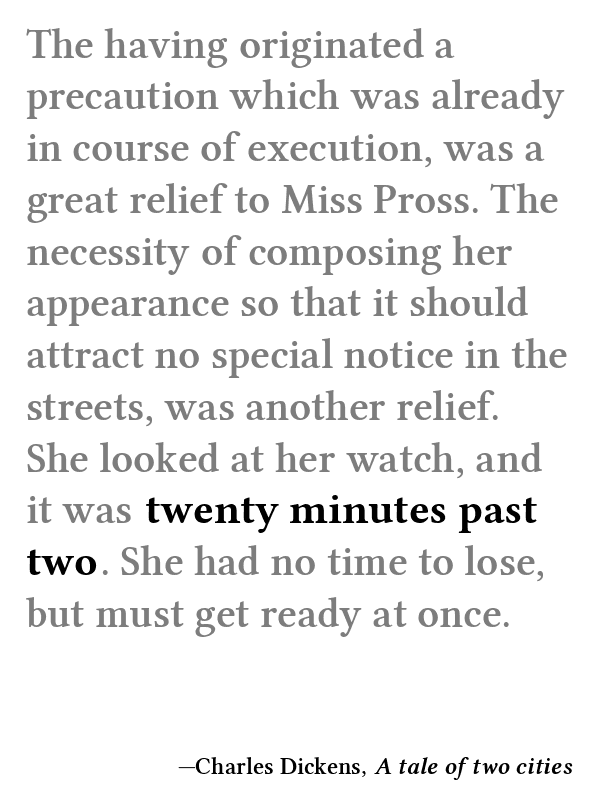 The having originated a
precaution which was already
in course of execution, was a
great relief to Miss Pross. The
necessity of composing her
appearance so that it should
attract no special notice in the
streets, was another relief.
She looked at her watch, and
it was twenty minutes past
two. She had no time to lose,
but must get ready at once.
—Charles Dickens, A tale of two cities